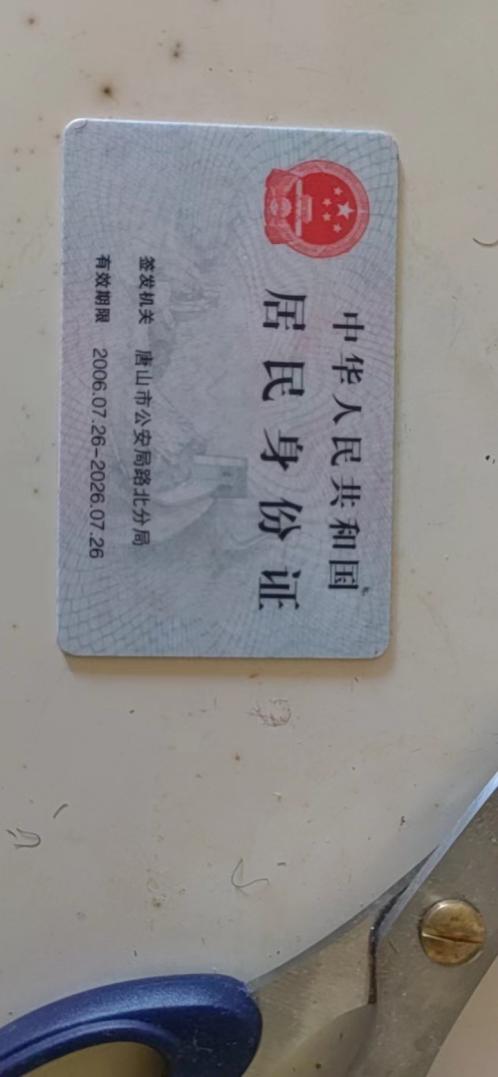 中华人民共和国
居民身份证
签发机关 唐山市公安局路北分局
有效期限 2006.07.26-2026.07.26